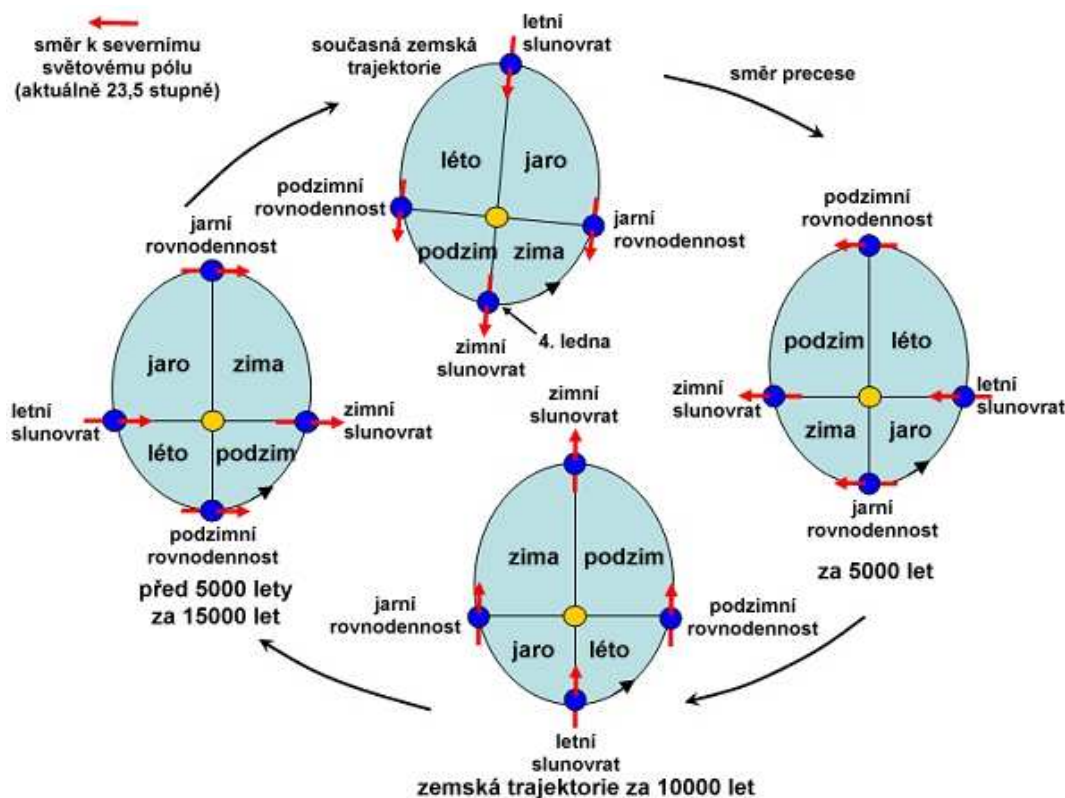 směr k severnímu
světovému pólu
(aktuálně 23,5 stupně)
současná zemská
trajektorie
letní
slunovrat
směr precese
léto
jaro
podzimní
rovnodennost
jarní
rovnodennost
podzim
zima
zimní
slunovrat
4. ledna
jarní
rovnodennost
jaro
zima
letní
slunovrat
zimní
slunovrat
léto
podzim
podzimní
rovnodennost
před 5000 lety
za 15000 let
podzimní
rovnodennost
podzim
léto
zimní
slunovrat
letní
slunovrat
zima
jaro
jarní
rovnodennost
za 5000 let
zimní
slunovrat
zima
podzim
jarní
rovnodennost
podzimní
rovnodennost
jaro
léto
letní
slunovrat
zemská trajektorie za 10000 let